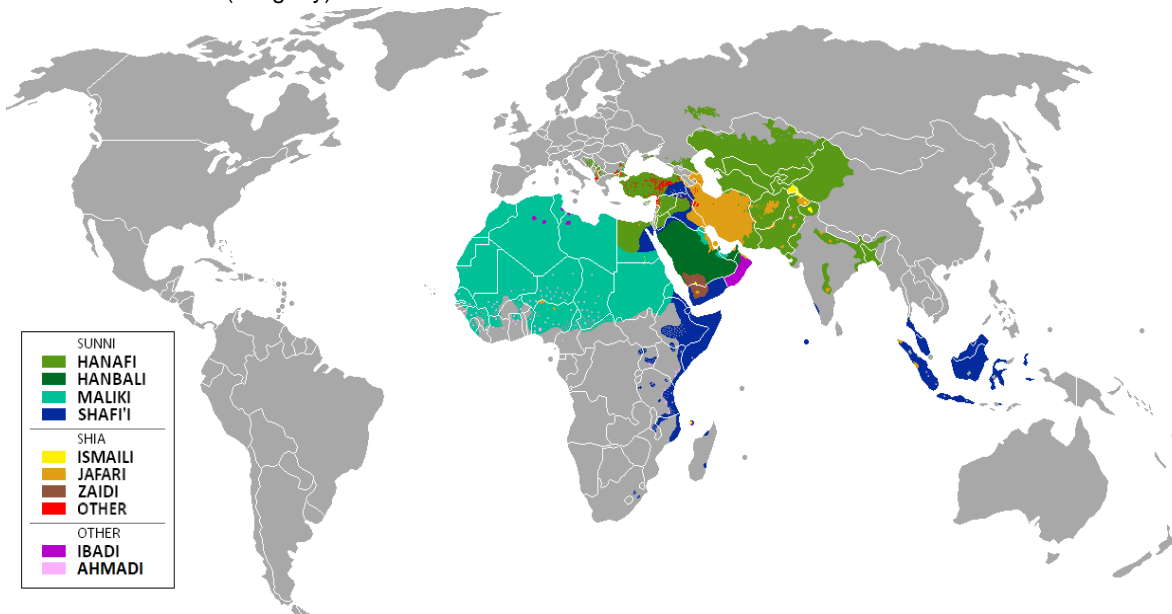 SUNNI
HANAFI
HANBALI
MALIKI
SHAFI'I
SHIA
ISMAILI
JAFARI
ZAIDI
OTHER
OTHER
IBADI
AHMADI